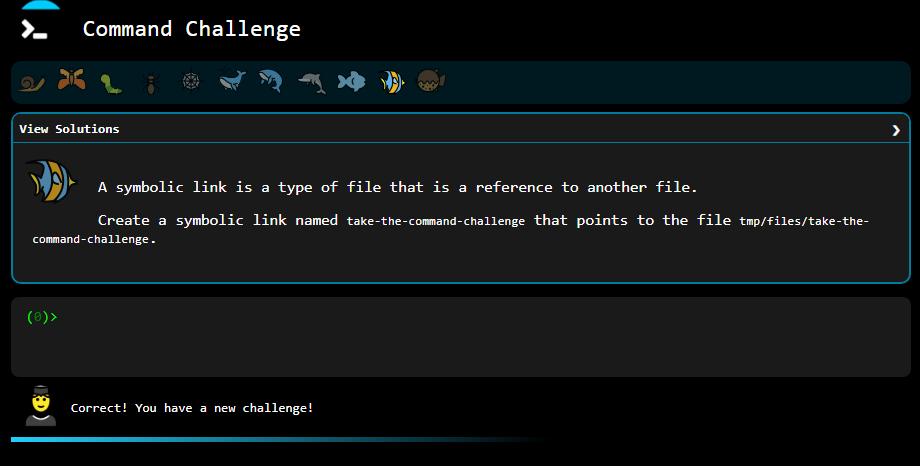 Command Challenge
View Solutions
A symbolic link is a type of file that is a reference to another file.
Create a symbolic link named take-the-command-challenge that points to the file tmp/files/take-the-
command-challenge.
(0)>
Correct! You have a new challenge!